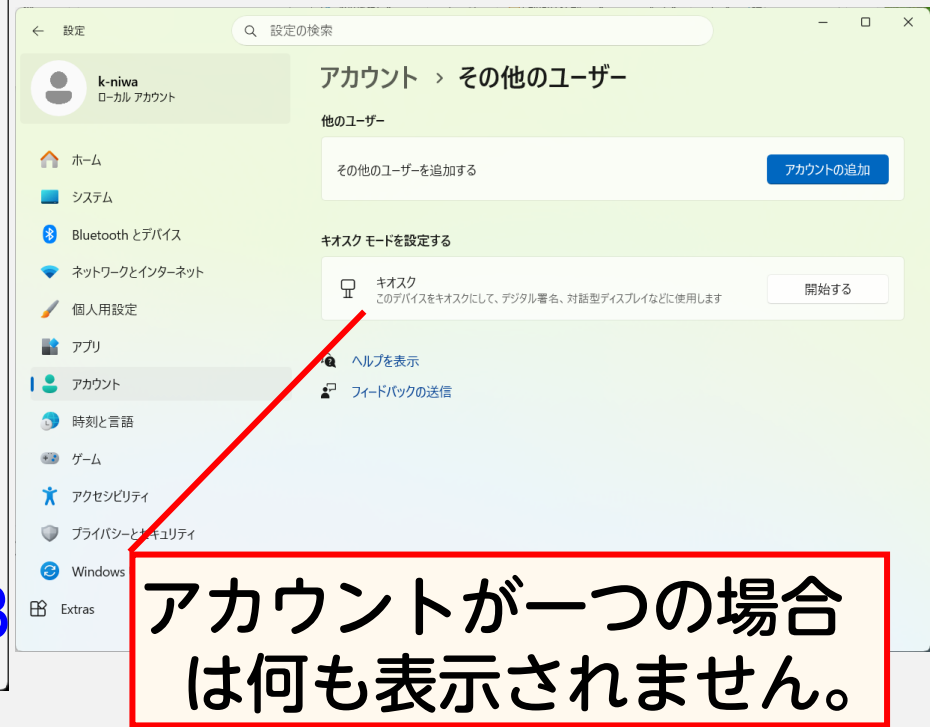 設定
設定の検索
k-niwa
ローカル アカウント
アカウント › その他のユーザー
他のユーザー
その他のユーザーを追加する
アカウントの追加
キオスク モードを設定する
キオスク
このデバイスをキオスクにして、デジタル署名、対話型ディスプレイなどに使用します
開始する
ヘルプを表示
フィードバックの送信
ホーム
システム
Bluetooth とデバイス
ネットワークとインターネット
個人用設定
アプリ
アカウント
時刻と言語
ゲーム
アクセシビリティ
プライバシーとセキュリティ
Windows
Extras
アカウントが一つの場合
は何も表示されません。